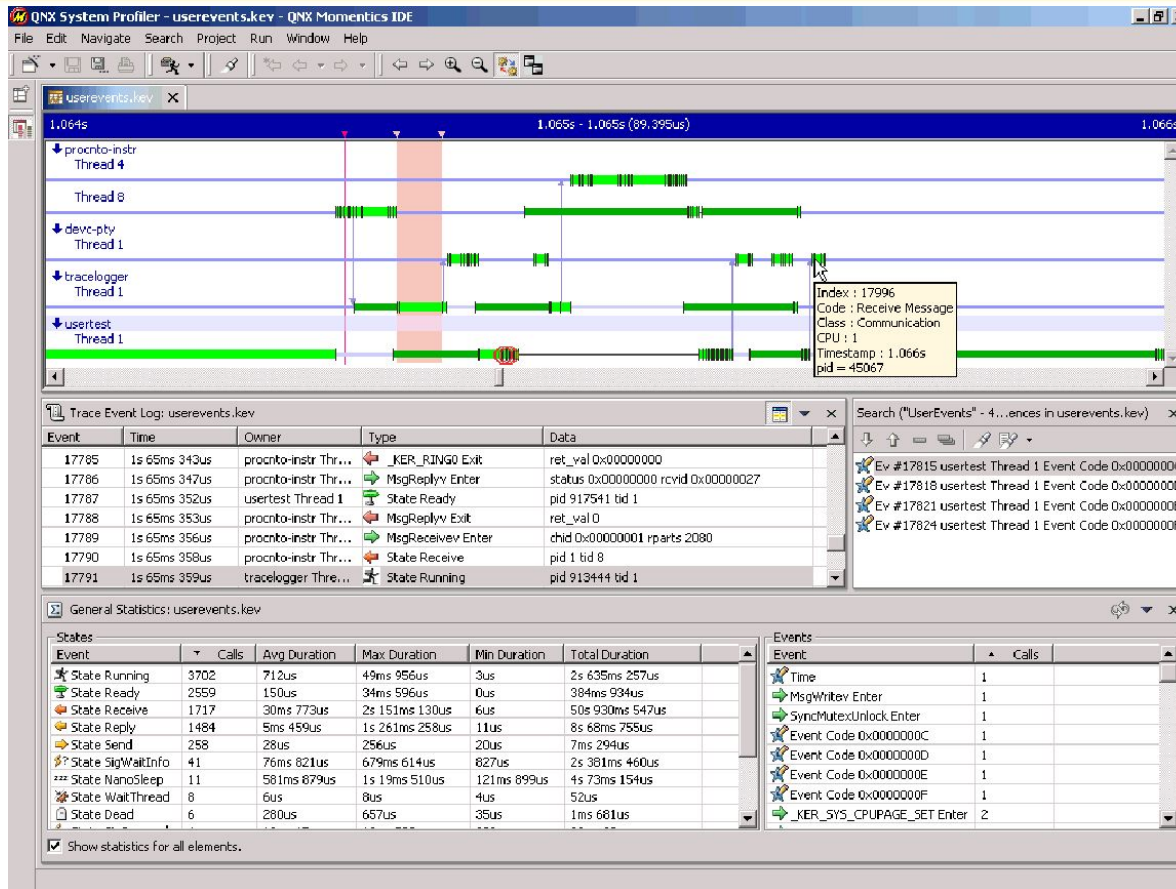 QNX System Profiler - userevents.kev - QNX Momentics IDE
File Edit Navigate Search Project Run Window Help
userevents.kev
1.064s 1.065s - 1.065s (89.395us) 1.066s
procnto-instr
Thread 4
Thread 8
devc-pty
Thread 1
tracelogger
Thread 1
usertest
Thread 1
Index : 17996
Code : Receive Message
Class : Communication
CPU : 1
Timestamp : 1.066s
pid = 45067
Trace Event Log: userevents.kev
Event Time Owner Type Data
17785 1s 65ms 343us procnto-instr Thr... _KER_RING0 Exit ret_val 0x00000000
17786 1s 65ms 347us procnto-instr Thr... MsgReplyv Enter status 0x00000000 rcvid 0x00000027
17787 1s 65ms 352us usertest Thread 1 State Ready pid 917541 tid 1
17788 1s 65ms 353us procnto-instr Thr... MsgReplyv Exit ret_val 0
17789 1s 65ms 356us procnto-instr Thr... MsgReceivev Enter chid 0x00000001 rparts 2080
17790 1s 65ms 358us procnto-instr Thr... State Receive pid 1 tid 8
17791 1s 65ms 359us tracelogger Thre... State Running pid 913444 tid 1
Search ("UserEvents" - 4...ences in userevents.kev)
Ev #17815 usertest Thread 1 Event Code
Ev #17818 usertest Thread 1 Event Code
Ev #17821 usertest Thread 1 Event Code
Ev #17824 usertest Thread 1 Event Code
General Statistics: userevents.kev
States
Event Calls Avg Duration Max Duration Min Duration Total Duration
State Running 3702 712us 49ms 956us 3us 2s 635ms 257us
State Ready 2559 150us 34ms 596us 0us 384ms 934us
State Receive 1717 30ms 773us 2s 151ms 130us 6us 50s 930ms 547us
State Reply 1484 5ms 459us 1s 261ms 258us 11us 8s 68ms 755us
State Send 258 28us 256us 20us 7ms 294us
State SigWaitInfo 41 76ms 821us 679ms 614us 827us 2s 381ms 460us
State NanoSleep 11 581ms 879us 1s 19ms 510us 121ms 899us 4s 73ms 154us
State WaitThread 8 6us 8us 4us 52us
State Dead 6 280us 657us 35us 1ms 681us
Events
Event Calls
Time 1
MsgWritev Enter 1
SyncMutexUnlock Enter 1
Event Code 0x0000000C 1
Event Code 0x0000000D 1
Event Code 0x0000000E 1
Event Code 0x0000000F 1
_KER_SYS_CPUPAGE_SET Enter 2
Show statistics for all elements.